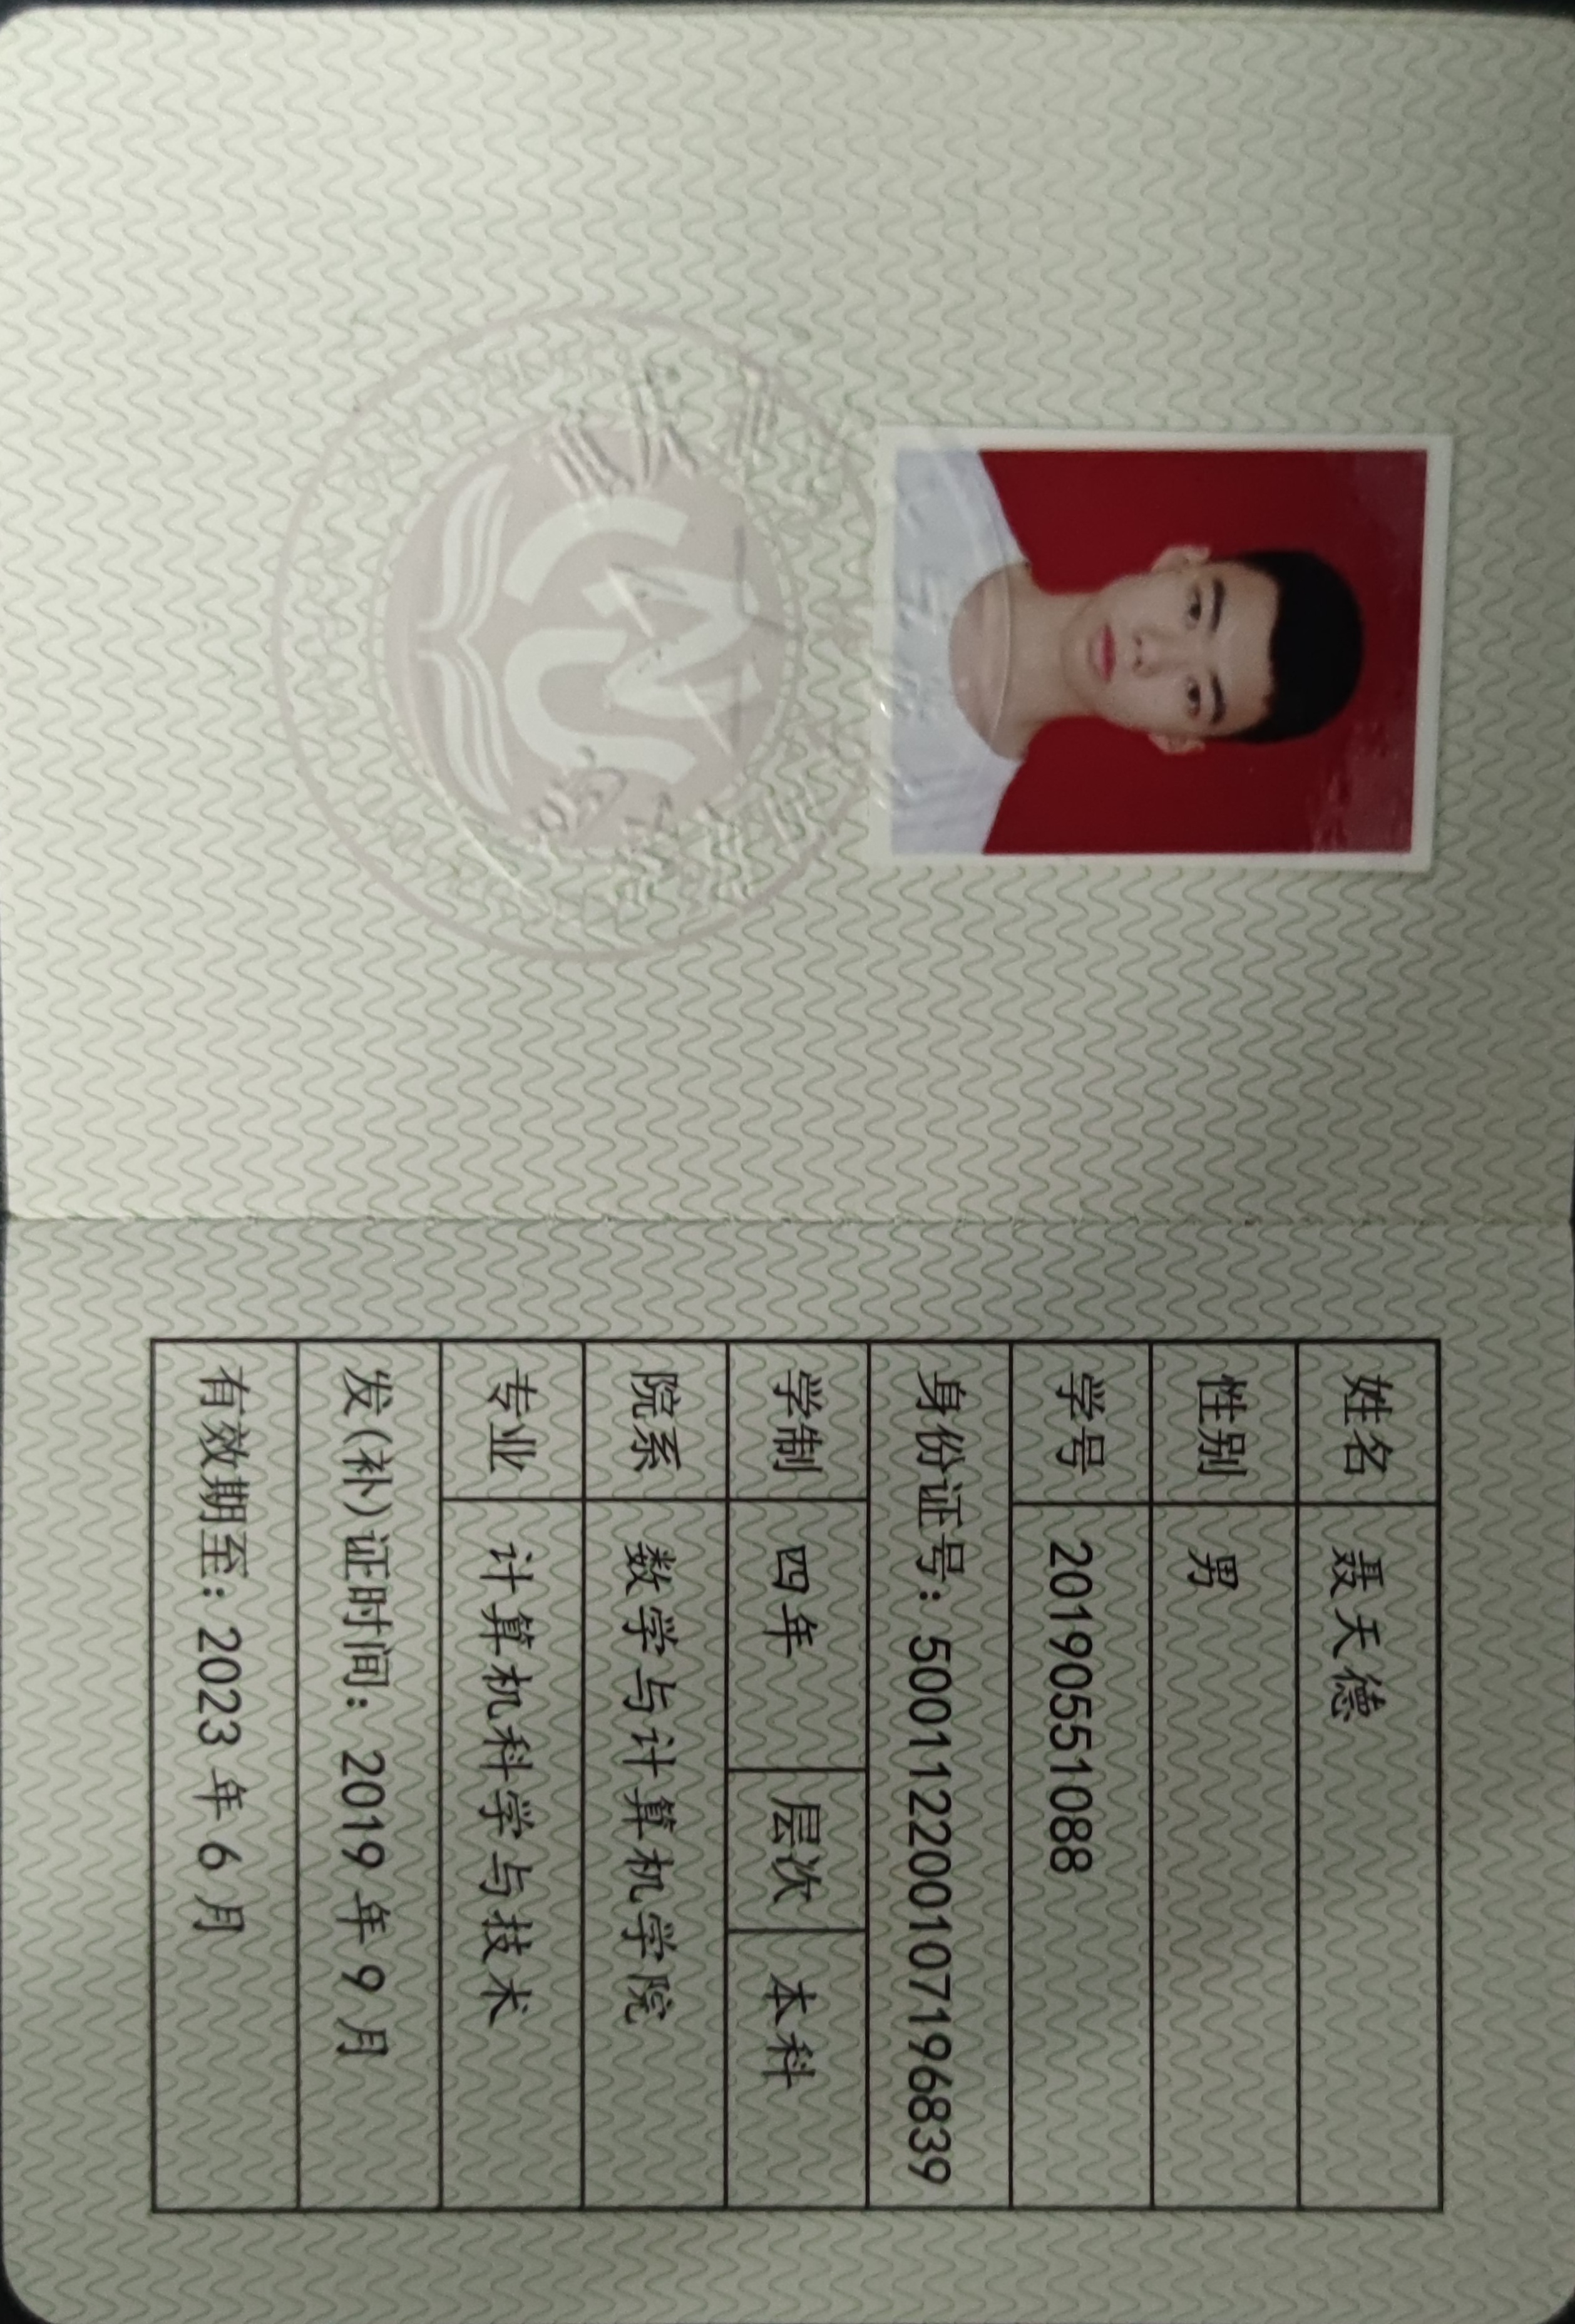 姓名 聂天德
性别 男
学号 2019051088
身份证号：500112200107196839
学制 四年 层次 本科
院系 数学与计算机学院
专业 计算机科学与技术
发(补)证时间：2019年9月
有效期至：2023年6月